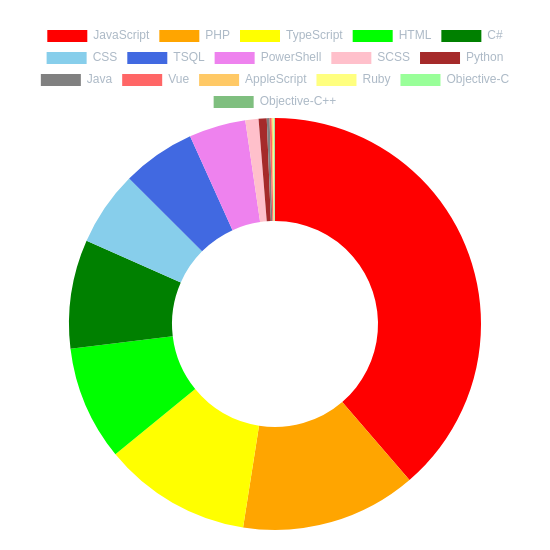 JavaScript PHP TypeScript HTML C#
CSS TSQL PowerShell SCSS Python
Java Vue AppleScript Ruby Objective-C
Objective-C++